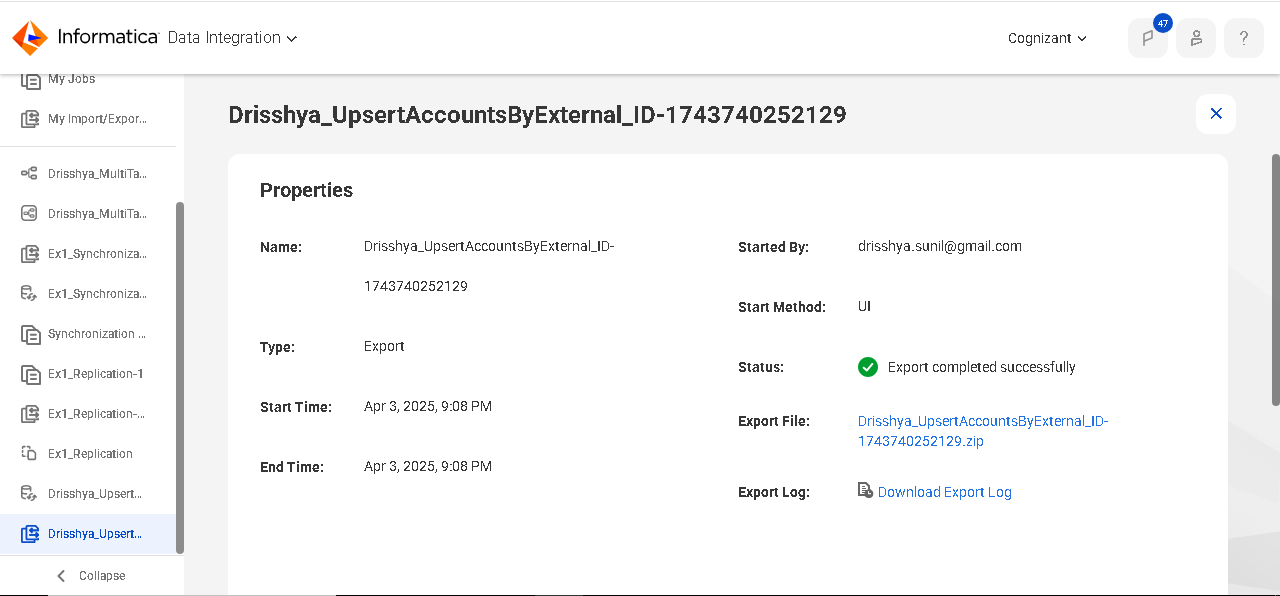 Informatica Data Integration
Cognizant
47
?
My Jobs
My Import/Expor...
Drisshya_MultiTa...
Drisshya_MultiTa...
Ex1_Synchroniza...
Ex1_Synchroniza...
Synchronization ...
Ex1_Replication-1
Ex1_Replication-...
Ex1_Replication
Drisshya_Upsert...
Drisshya_Upsert...
Collapse
Drisshya_UpsertAccountsByExternal_ID-1743740252129
Properties
Name: Drisshya_UpsertAccountsByExternal_ID-
1743740252129
Type: Export
Start Time: Apr 3, 2025, 9:08 PM
End Time: Apr 3, 2025, 9:08 PM
Started By: drisshya.sunil@gmail.com
Start Method: UI
Status: Export completed successfully
Export File: Drisshya_UpsertAccountsByExternal_ID-
1743740252129.zip
Export Log: Download Export Log